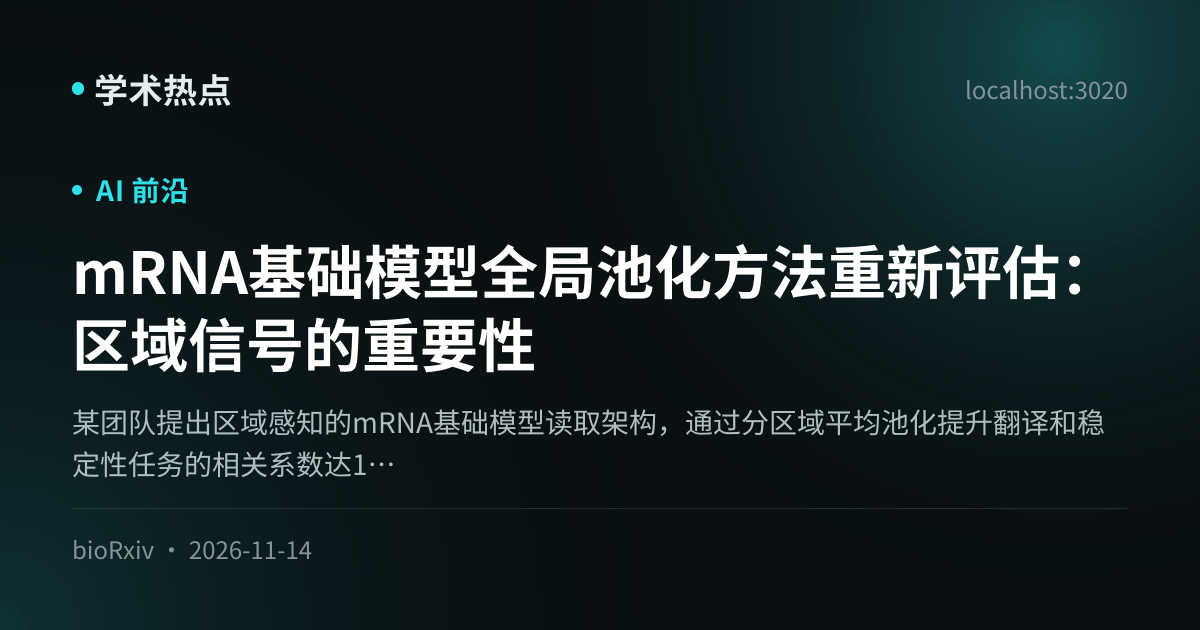 学术热点
localhost:3020
AI 前沿
mRNA基础模型全局池化方法重新评估：
区域信号的重要性
某团队提出区域感知的mRNA基础模型读取架构，通过分区域平均池化提升翻译和稳
定性任务的相关系数达1…
bioRxiv · 2026-11-14